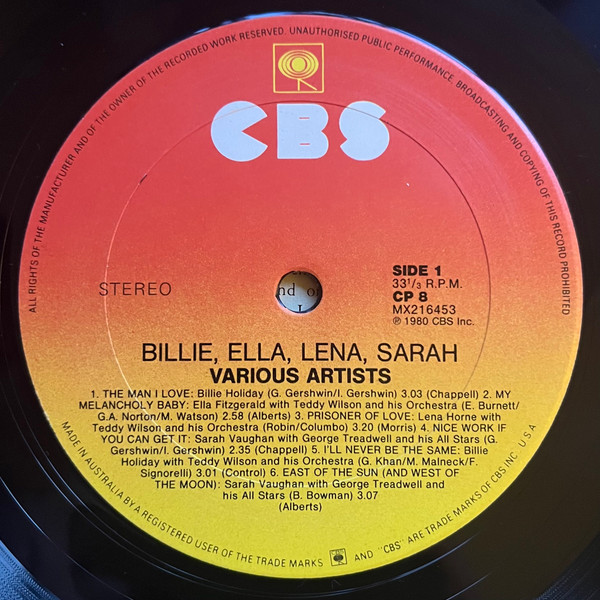 ALL RIGHTS OF THE MANUFACTURER AND OF THE OWNER OF THE RECORDED WORK RESERVED. UNAUTHORISED PUBLIC PERFORMANCE, BROADCASTING AND COPYING OF THIS RECORD PROHIBITED
CBS
STEREO
SIDE 1
33 1/3 R.P.M.
CP 8
MX216453
℗ 1980 CBS Inc.
nd o
BILLIE, ELLA, LENA, SARAH
VARIOUS ARTISTS
1. THE MAN I LOVE: Billie Holiday (G. Gershwin/I. Gershwin) 3.03 (Chappell) 2. MY
MELANCHOLY BABY: Ella Fitzgerald with Teddy Wilson and his Orchestra (E. Burnett/
G.A. Norton/M. Watson) 2.58 (Alberts) 3. PRISONER OF LOVE: Lena Horne with
Teddy Wilson and his Orchestra (Robin/Columbo) 3.20 (Morris) 4. NICE WORK IF
YOU CAN GET IT: Sarah Vaughan with George Treadwell and his All Stars (G.
Gershwin/I. Gershwin) 2.35 (Chappell) 5. I'LL NEVER BE THE SAME: Billie
Holiday with Teddy Wilson and his Orchestra (G. Khan/M. Malneck/F.
Signorelli) 3.01 (Control) 6. EAST OF THE SUN (AND WEST OF
THE MOON): Sarah Vaughan with George Treadwell and
his All Stars (B. Bowman) 3.07
(Alberts)
MADE IN AUSTRALIA BY A REGISTERED USER OF THE TRADE MARKS AND "CBS" ARE TRADE MARKS OF CBS INC. U.S.A